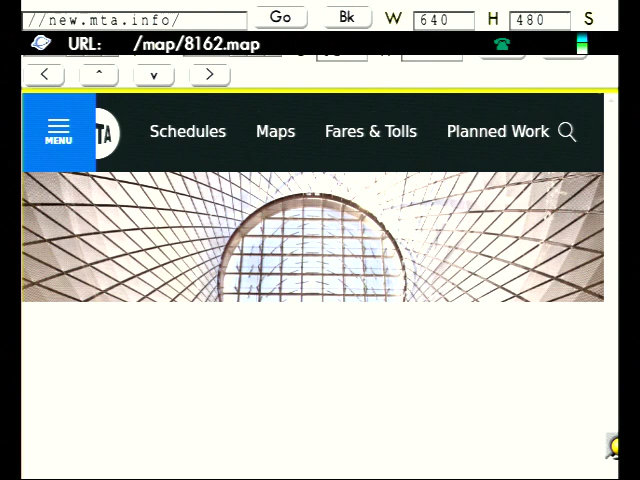 //new.mta.info/ Go Bk W 640 H 480 S
URL: /map/8162.map
< ^ v >
MENU TA Schedules Maps Fares & Tolls Planned Work